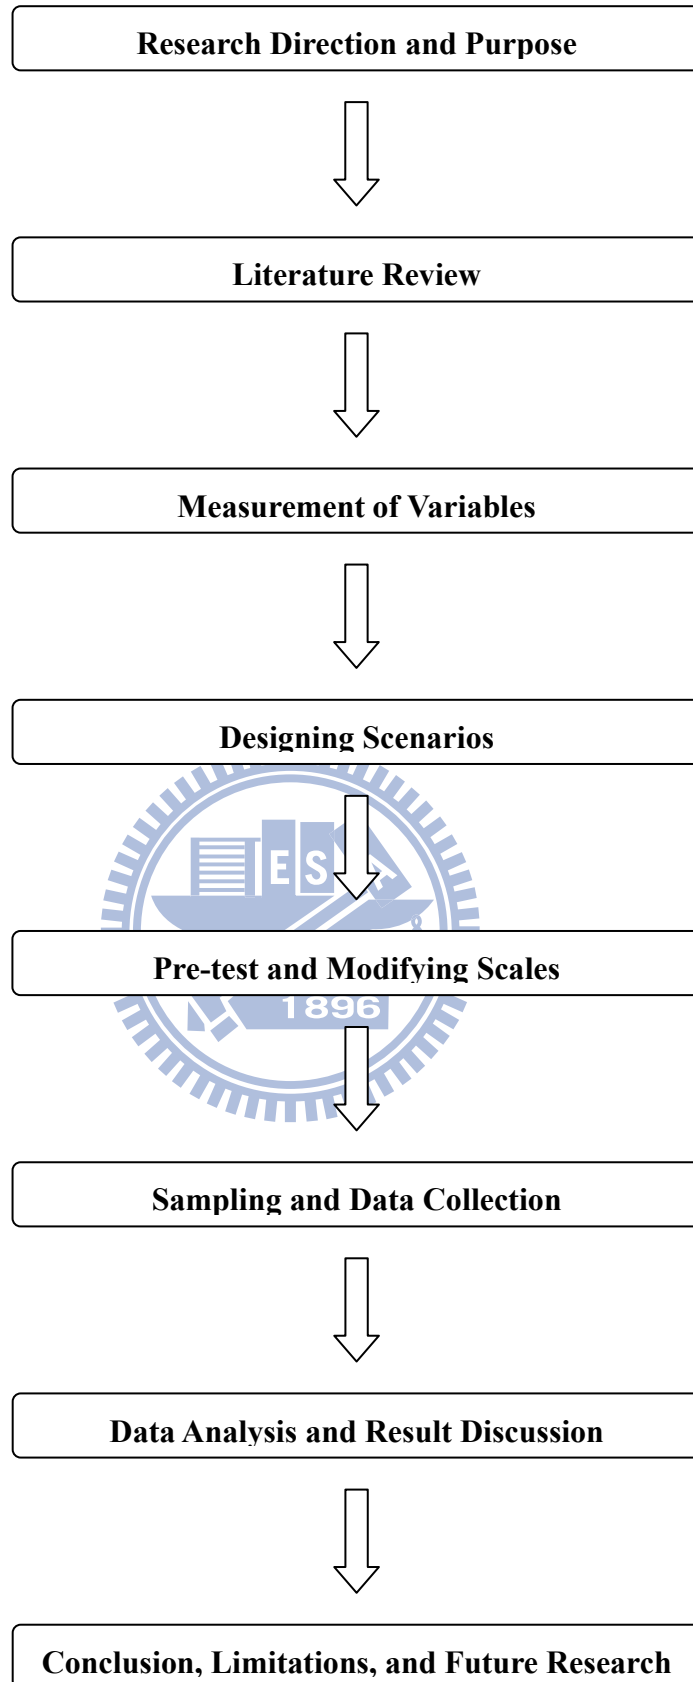 Research Direction and Purpose
Literature Review
Measurement of Variables
Designing Scenarios
E S
Pre-test and Modifying Scales
1896
Sampling and Data Collection
Data Analysis and Result Discussion
Conclusion, Limitations, and Future Research